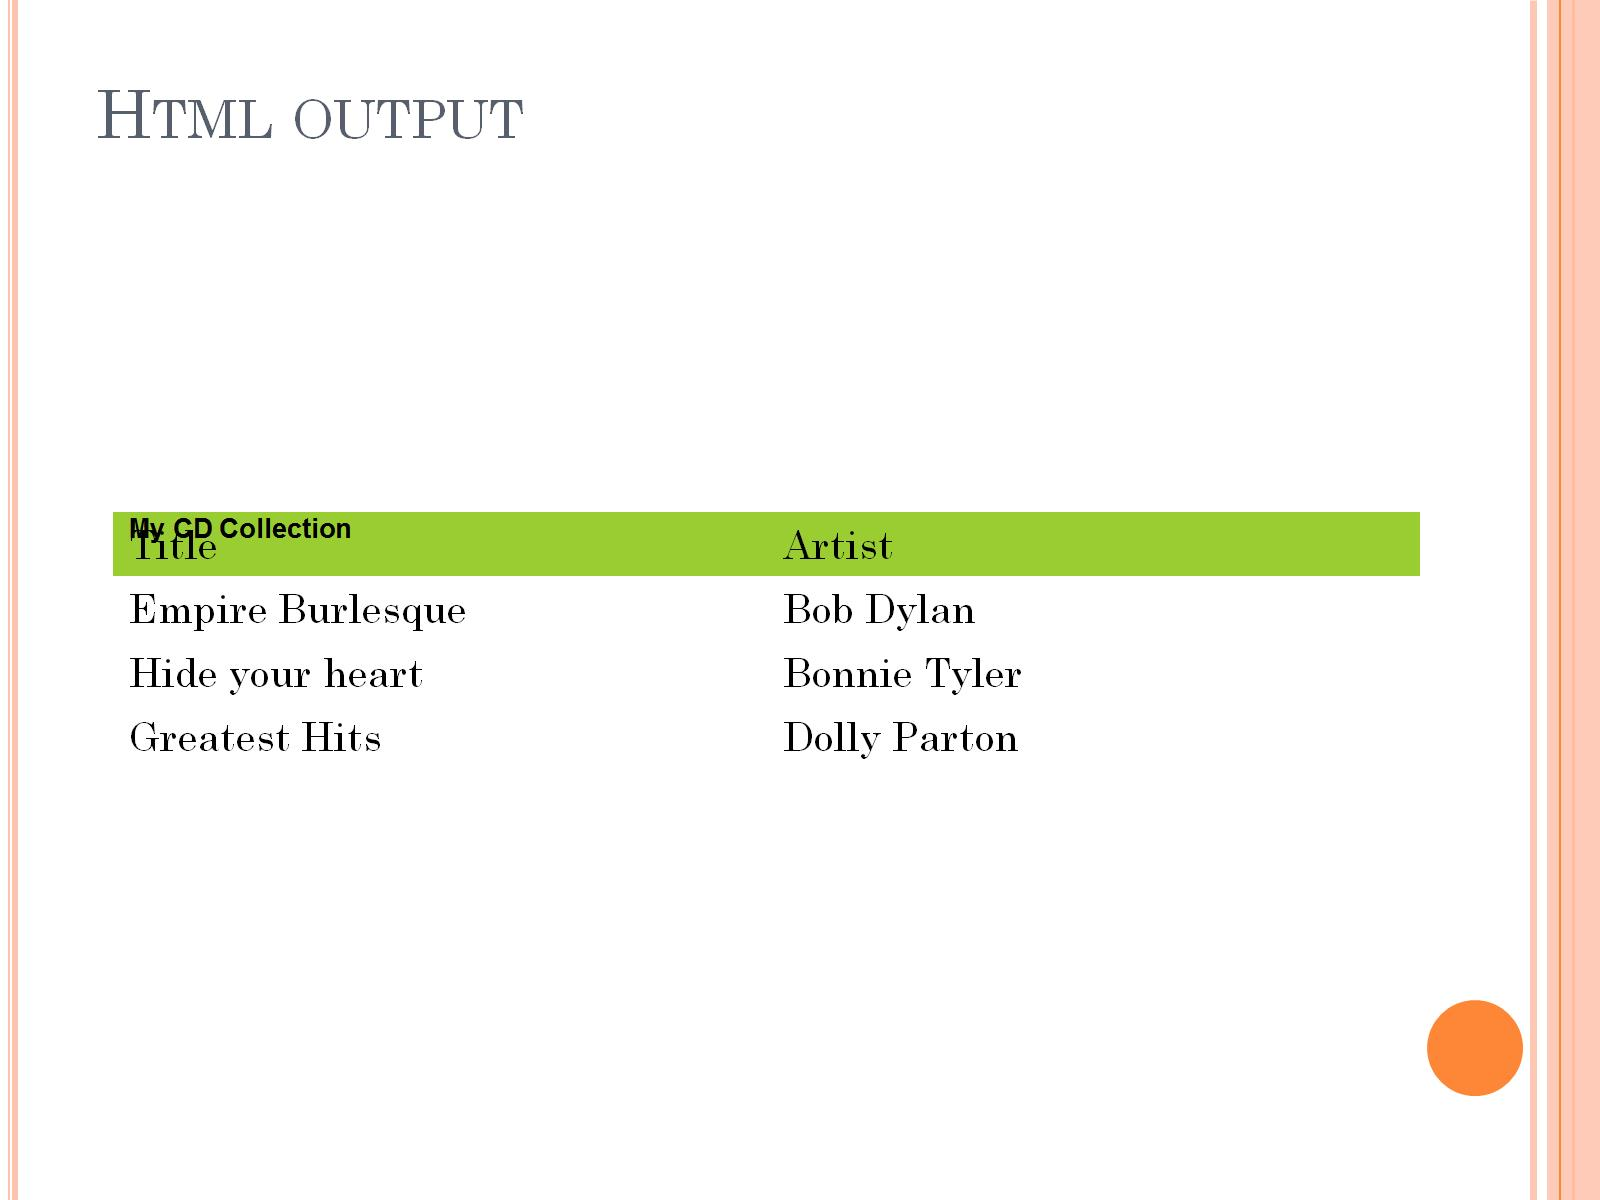 HTML OUTPUT
My CD Collection
Title Artist
Empire Burlesque Bob Dylan
Hide your heart Bonnie Tyler
Greatest Hits Dolly Parton